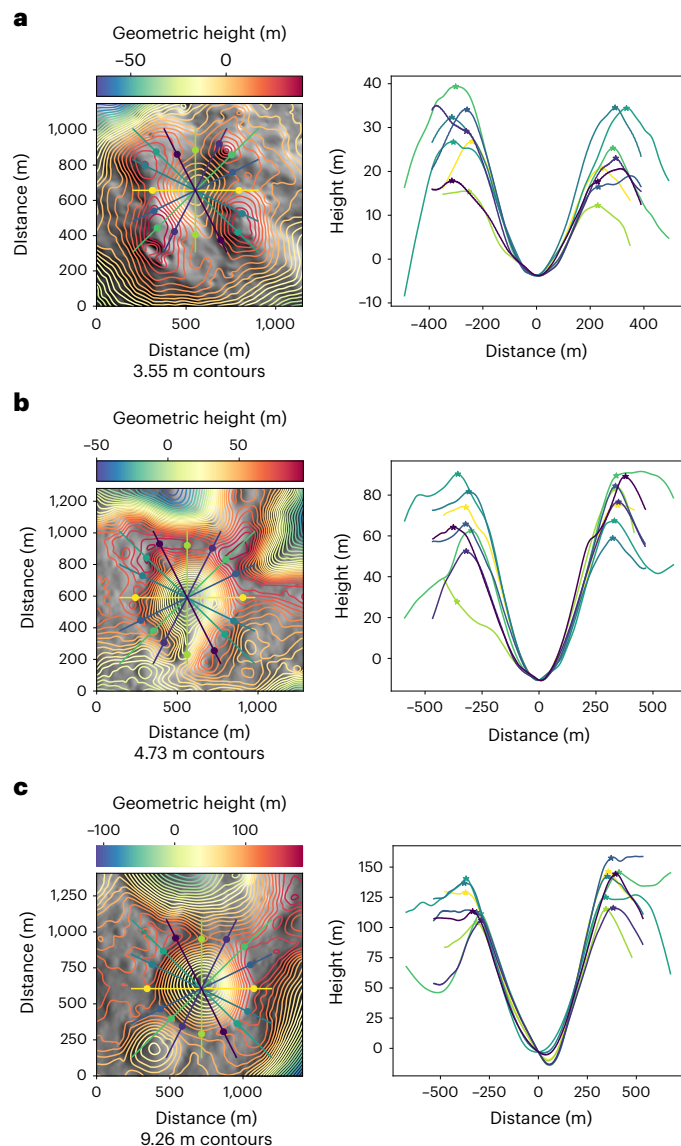 a
Geometric height (m)
−50 0
1,000
800
600
400
200
0
DIstance (m)
0 500 1,000
Distance (m)
3.55 m contours
40
30
20
10
0
−10
Height (m)
−400 −200 0 200 400
Distance (m)
b
Geometric height (m)
−50 0 50
1,200
1,000
800
600
400
200
0
DIstance (m)
0 1,000
Distance (m)
4.73 m contours
80
60
40
20
0
Height (m)
−500 −250 0 250 500
Distance (m)
c
Geometric height (m)
−100 0 100
1,250
1,000
750
500
250
0
DIstance (m)
0 500 1,000
Distance (m)
9.26 m contours
150
125
100
75
50
25
0
Height (m)
−500 −250 0 250 500
Distance (m)